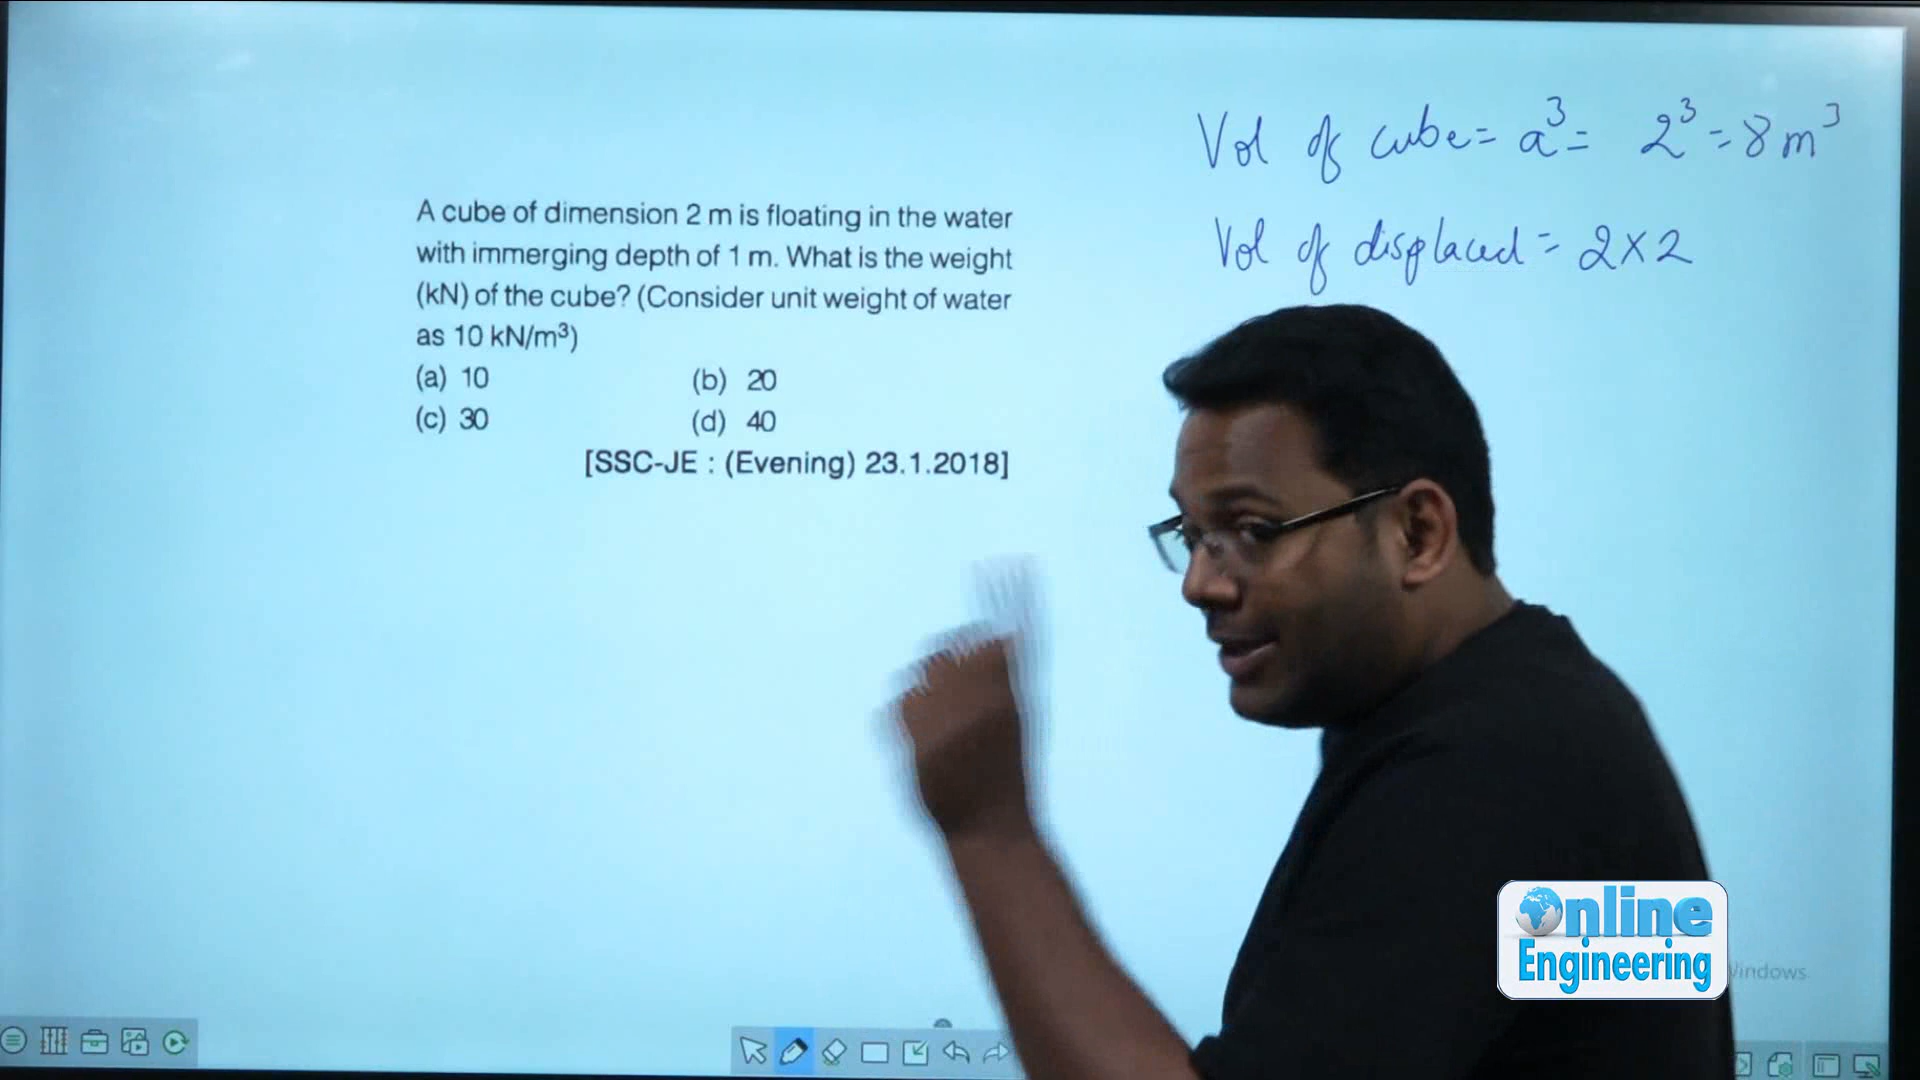 Vol of cube = a³ = 2³ = 8 m³
Vol of displaced = 2 × 2
A cube of dimension 2 m is floating in the water
with immerging depth of 1 m. What is the weight
(kN) of the cube? (Consider unit weight of water
as 10 kN/m³)
(a) 10 (b) 20
(c) 30 (d) 40
[SSC-JE : (Evening) 23.1.2018]
Online
Engineering
Windows